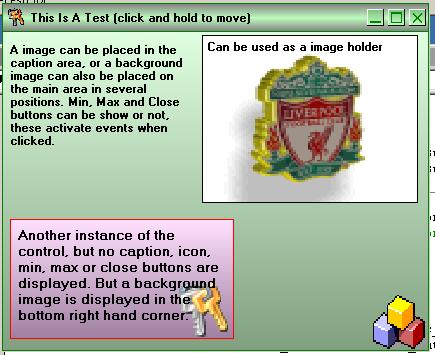 This Is A Test (click and hold to move)
A image can be placed in the
caption area, or a background
image can also be placed on
the main area in several
positions. Min, Max and Close
buttons can be show or not,
these activate events when
clicked.
Can be used as a image holder
LIVERPOOL
Another instance of the
control, but no caption, icon,
min, max or close buttons are
displayed. But a background
image is displayed in the
bottom right hand corner.